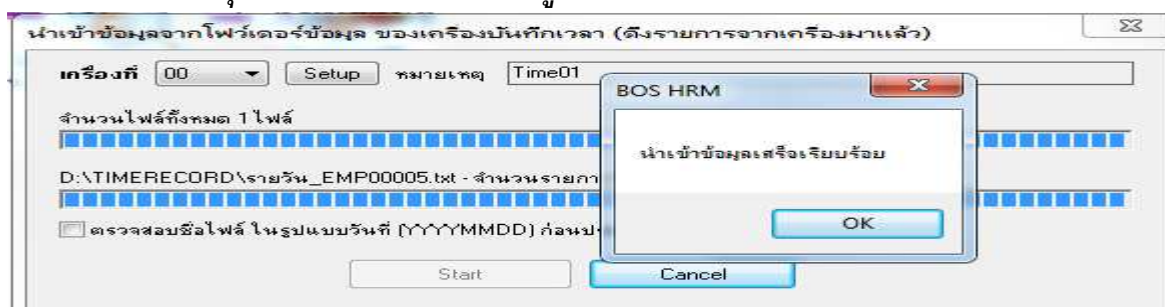 นำเข้าข้อมูลจากโฟว์เดอร์ข้อมูล ของเครื่องบันทึกเวลา (ดึงรายการจากเครื่องมาแล้ว)
เครื่องที่ 00 Setup หมายเหตุ Time01
BOS HRM
จำนวนไฟล์ทั้งหมด 1 ไฟล์
นำเข้าข้อมูลเสร็จเรียบร้อย
D:\TIMERECORD\รายวัน_EMP00005.txt - จำนวนรายกา
OK
ตรวจสอบชื่อไฟล์ ในรูปแบบวันที่ (YYYYMMDD) ก่อนป
Start Cancel